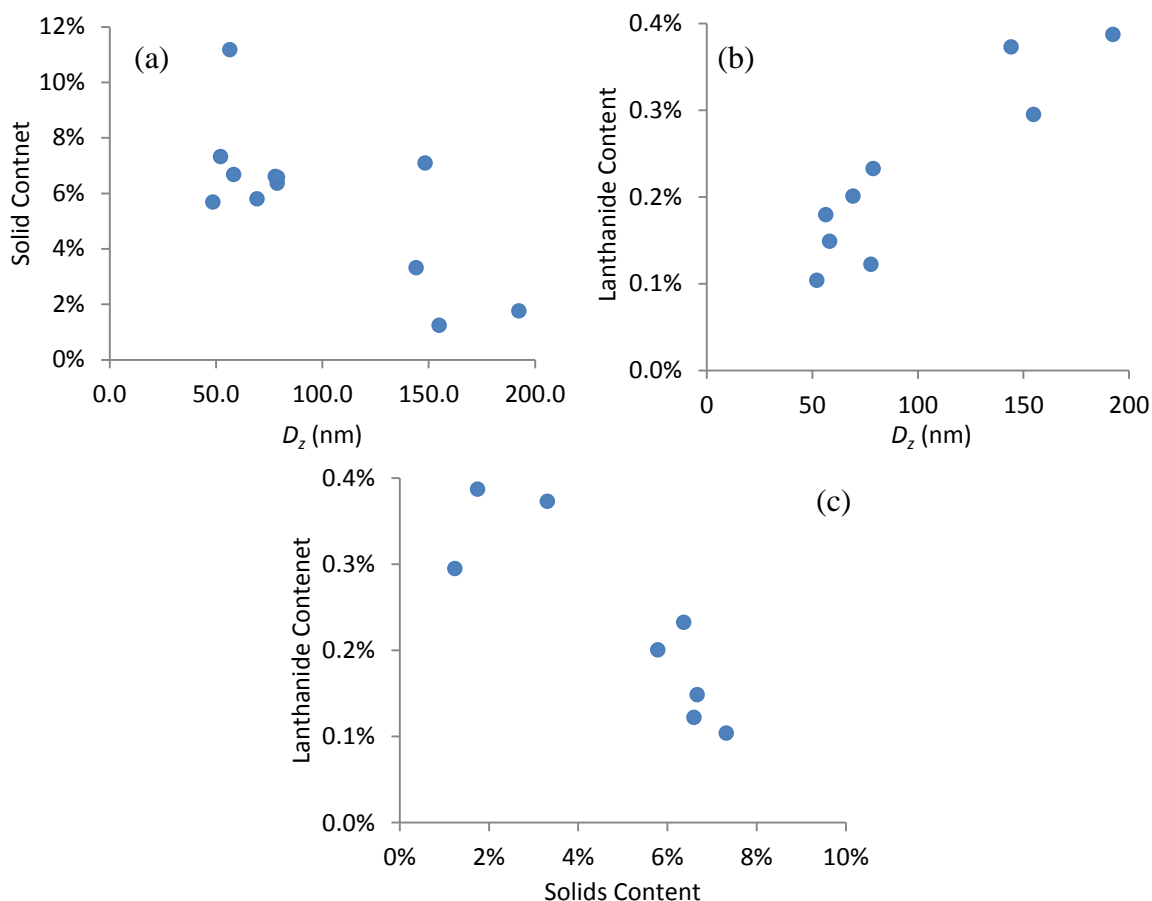 (a)
Solid Contnet
12%
10%
8%
6%
4%
2%
0%
0.0 50.0 100.0 150.0 200.0
Dz (nm)
(b)
Lanthanide Content
0.4%
0.3%
0.2%
0.1%
0.0%
0 50 100 150 200
Dz (nm)
(c)
Lanthanide Contenet
0.4%
0.3%
0.2%
0.1%
0.0%
0% 2% 4% 6% 8% 10%
Solids Content